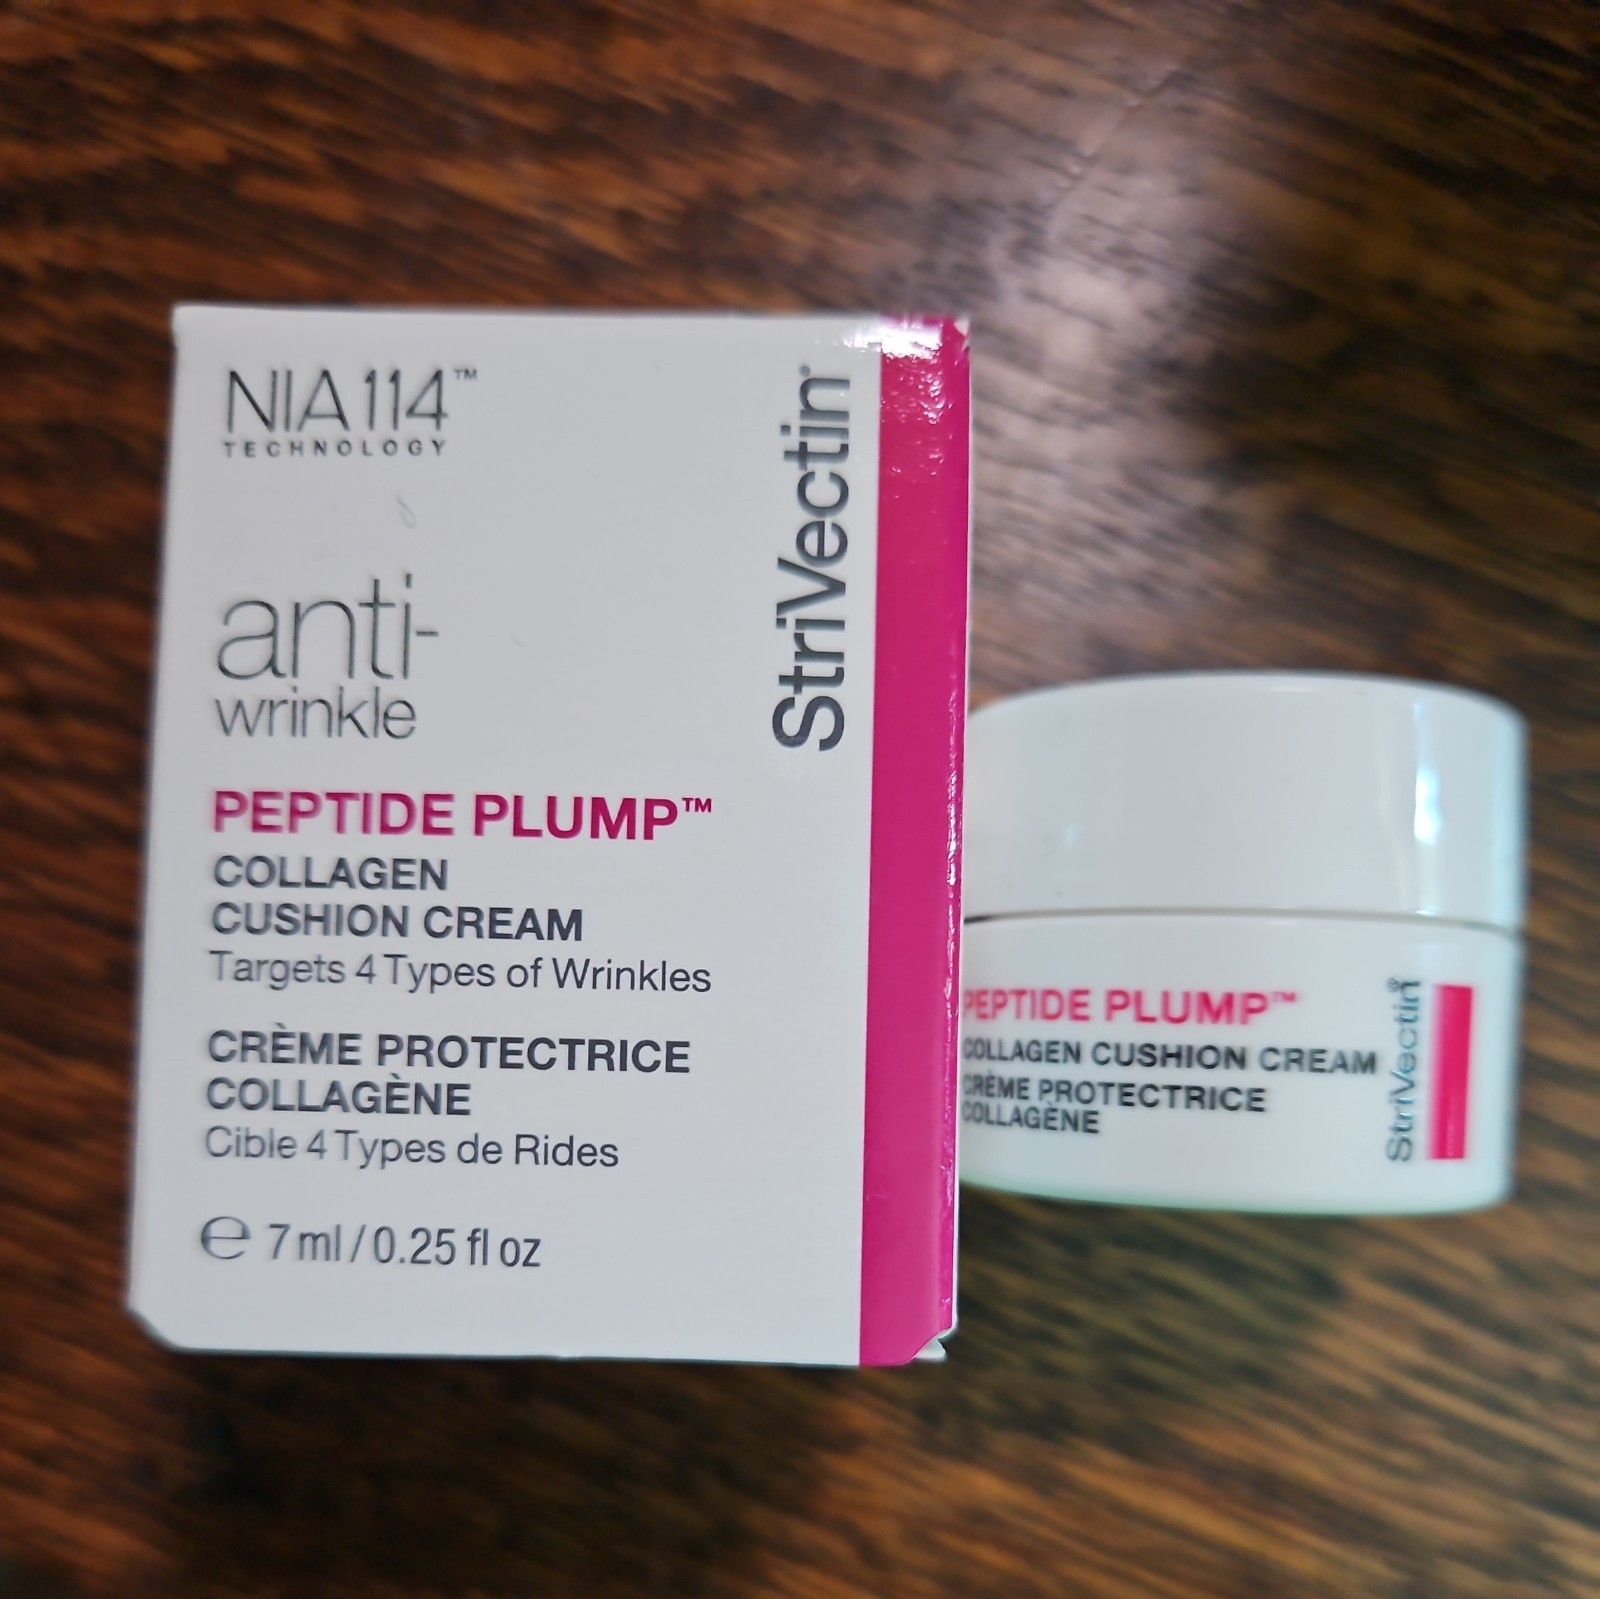 NIA114™
TECHNOLOGY
anti-
wrinkle
PEPTIDE PLUMP™
COLLAGEN
CUSHION CREAM
Targets 4 Types of Wrinkles
CRÈME PROTECTRICE
COLLAGÈNE
Cible 4 Types de Rides
℮ 7 ml / 0.25 fl oz
StriVectin®
PEPTIDE PLUMP™
COLLAGEN CUSHION CREAM
CRÈME PROTECTRICE
COLLAGÈNE
StriVectin®